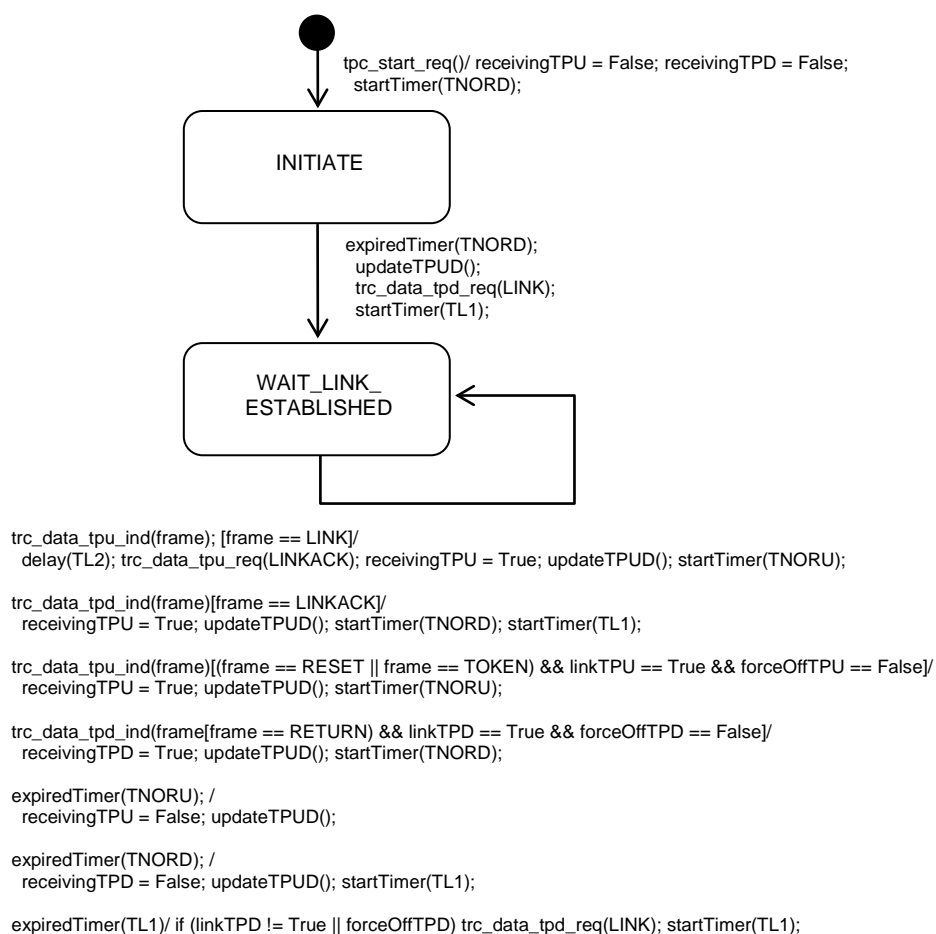 tpc_start_req()/ receivingTPU = False; receivingTPD = False;
startTimer(TNORD);
INITIATE
expiredTimer(TNORD);
updateTPUD();
trc_data_tpd_req(LINK);
startTimer(TL1);
WAIT_LINK_
ESTABLISHED
trc_data_tpu_ind(frame); [frame == LINK]/
delay(TL2); trc_data_tpu_req(LINKACK); receivingTPU = True; updateTPUD(); startTimer(TNORU);
trc_data_tpd_ind(frame)[frame == LINKACK]/
receivingTPU = True; updateTPUD(); startTimer(TNORD); startTimer(TL1);
trc_data_tpu_ind(frame)[(frame == RESET || frame == TOKEN) && linkTPU == True && forceOffTPU == False]/
receivingTPU = True; updateTPUD(); startTimer(TNORU);
trc_data_tpd_ind(frame[frame == RETURN) && linkTPD == True && forceOffTPD == False]/
receivingTPD = True; updateTPUD(); startTimer(TNORD);
expiredTimer(TNORU); /
receivingTPU = False; updateTPUD();
expiredTimer(TNORD); /
receivingTPD = False; updateTPUD(); startTimer(TL1);
expiredTimer(TL1)/ if (linkTPD != True || forceOffTPD) trc_data_tpd_req(LINK); startTimer(TL1);